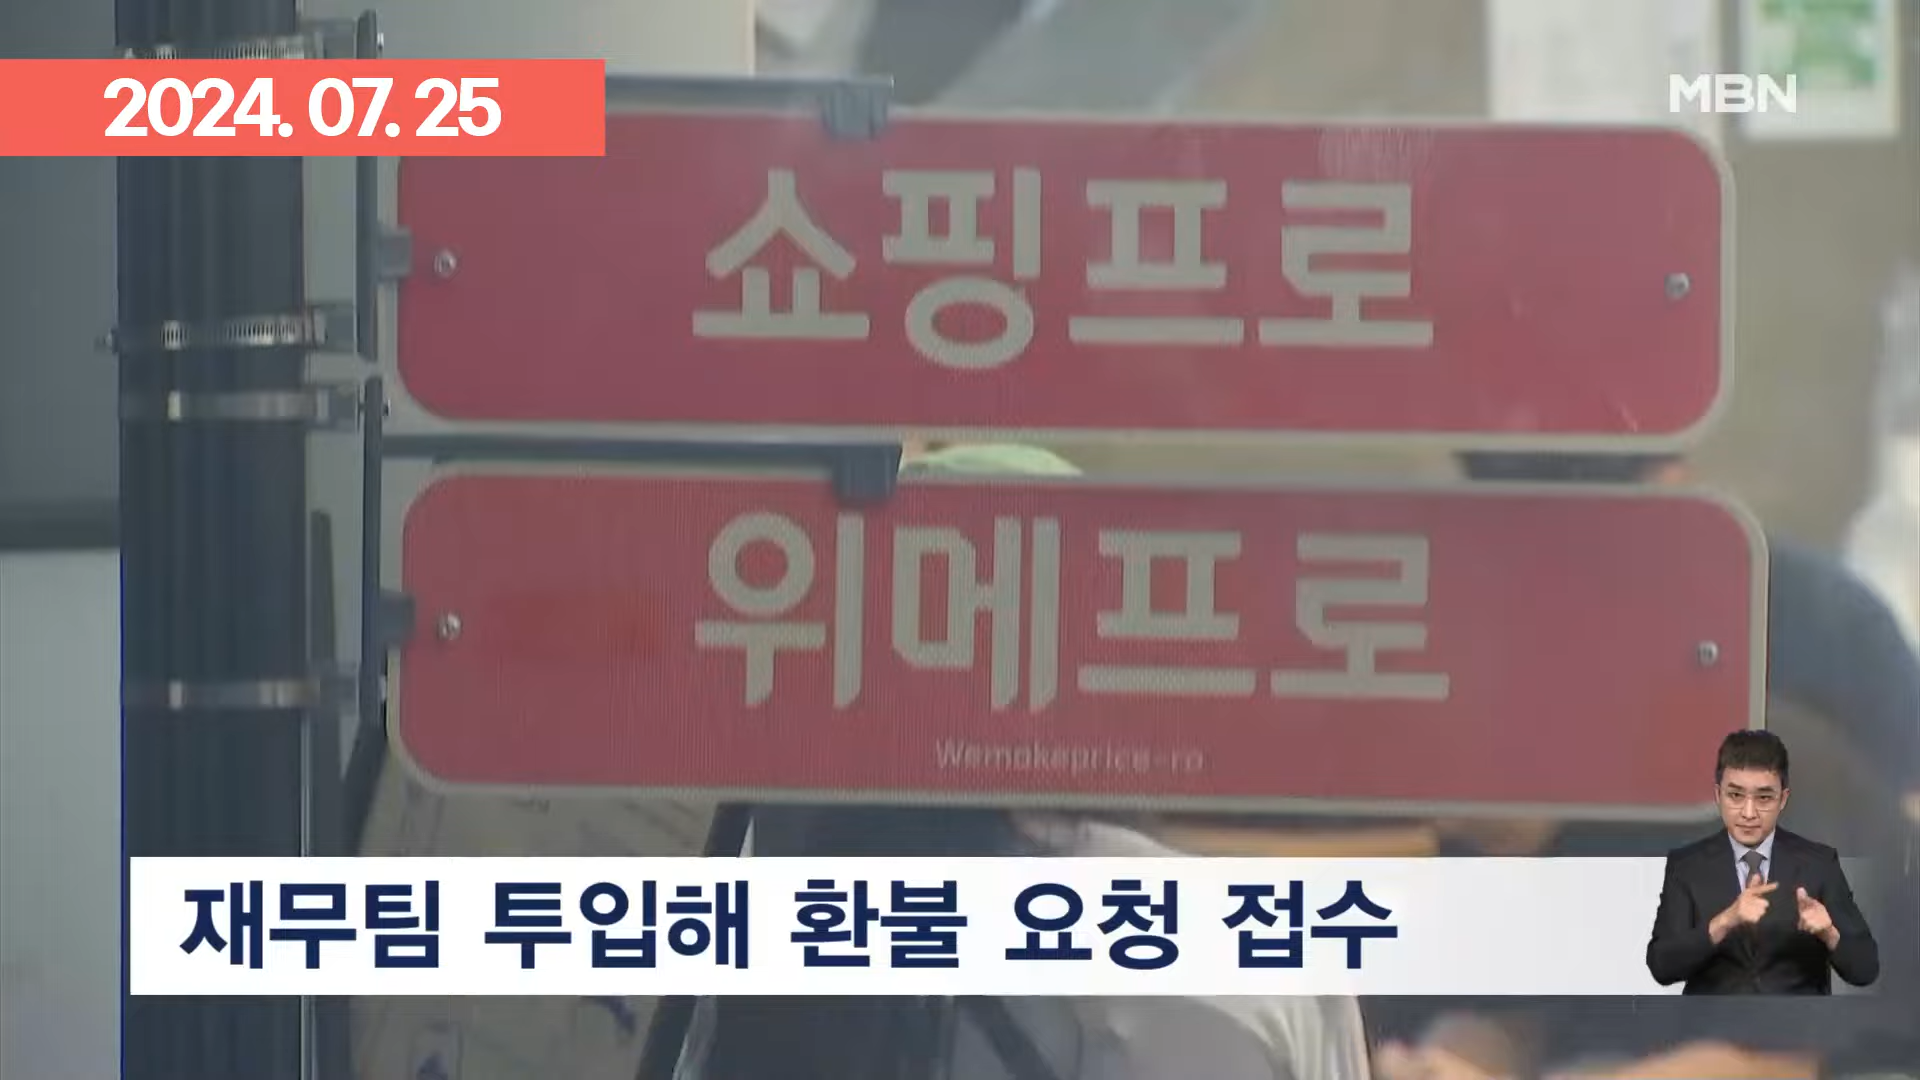 2024. 07. 25
MBN
쇼핑프로
위메프로
Wemakeprice-ro
재무팀 투입해 환불 요청 접수